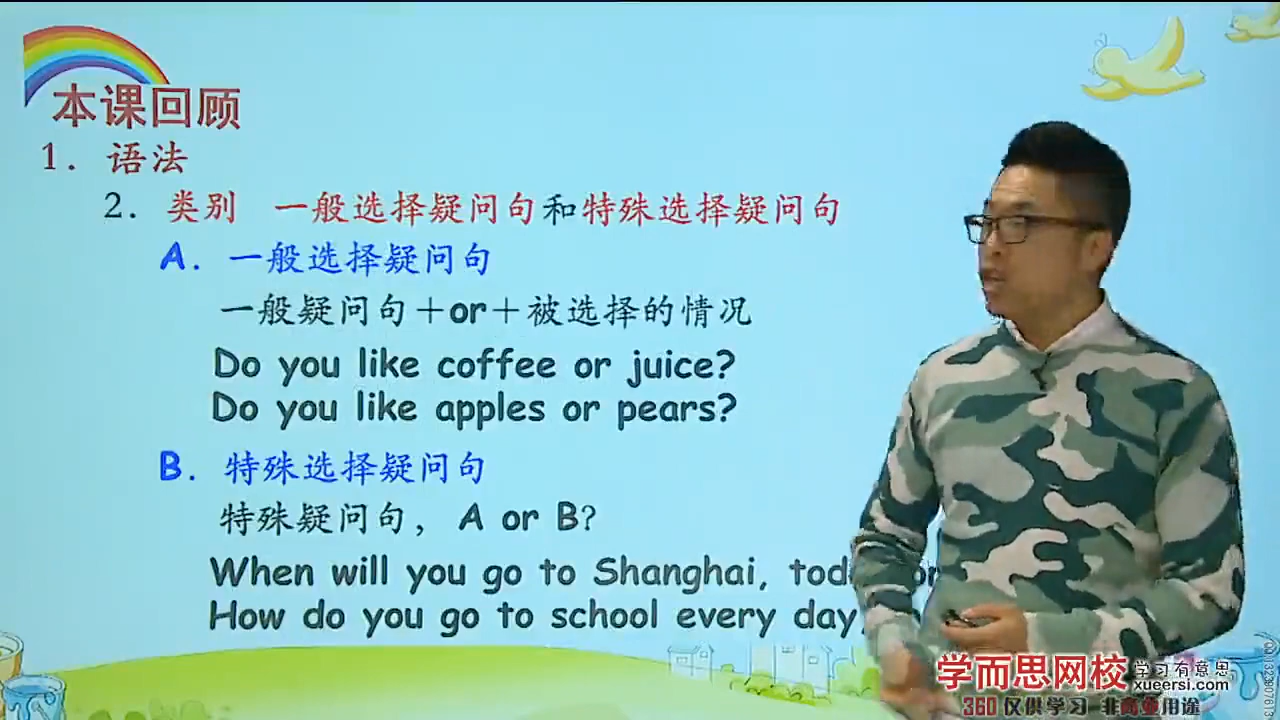 本课回顾
1. 语法
2. 类别 一般选择疑问句和特殊选择疑问句
A. 一般选择疑问句
一般疑问句+or+被选择的情况
Do you like coffee or juice?
Do you like apples or pears?
B. 特殊选择疑问句
特殊疑问句, A or B?
When will you go to Shanghai,
How do you go to school every day,
学而思网校 学习有意思
xueersi.com
360 仅供学习 非商业用途